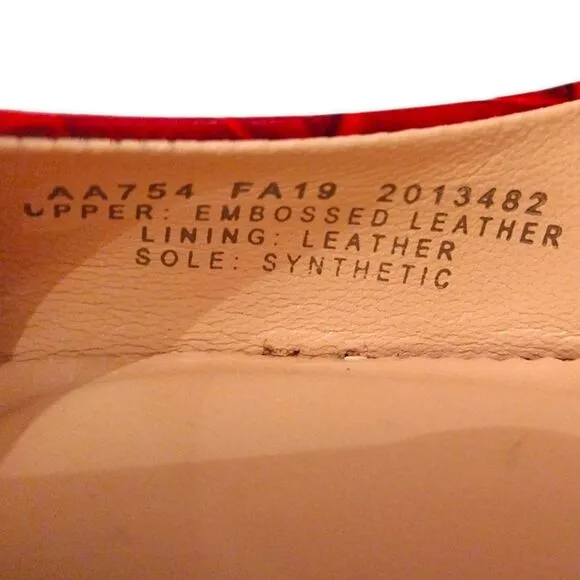 AA754 FA19 2013482
UPPER: EMBOSSED LEATHER
LINING: LEATHER
SOLE: SYNTHETIC